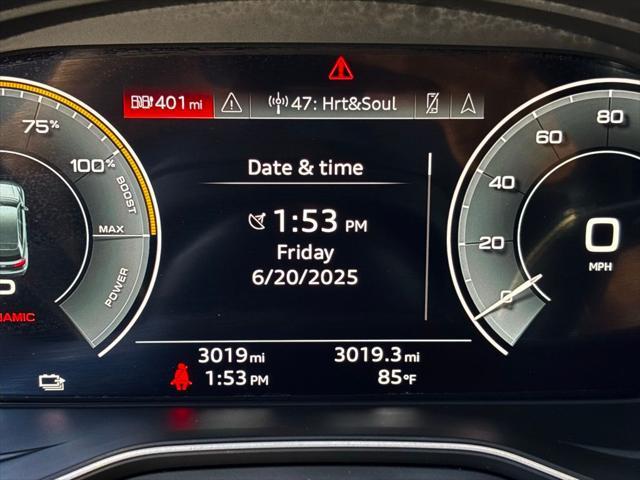 401 mi
47: Hrt&Soul
75%
100%
BOOST
MAX
POWER
Date & time
1:53 PM
Friday
6/20/2025
80
60
40
20
0
0
MPH
3019 mi
3019.3 mi
1:53 PM
85°F